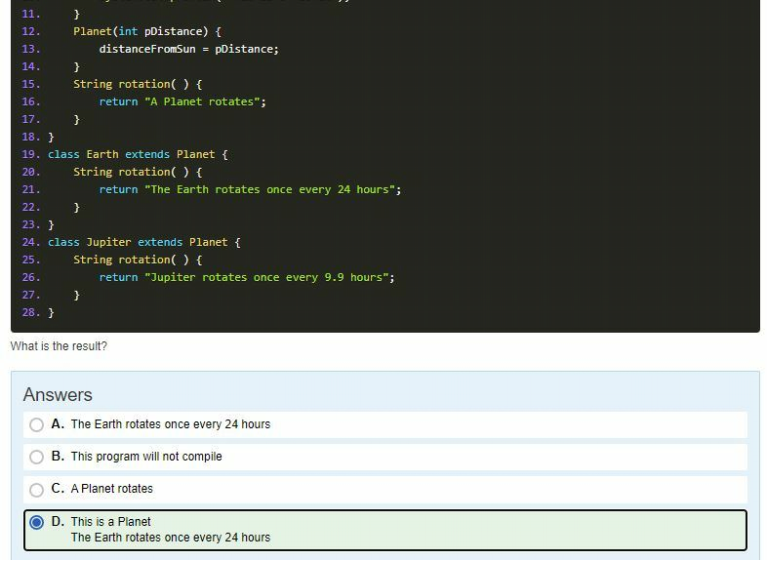 11. }
12. Planet(int pDistance) {
13. distanceFromSun = pDistance;
14. }
15. String rotation( ) {
16. return "A Planet rotates";
17. }
18. }
19. class Earth extends Planet {
20. String rotation( ) {
21. return "The Earth rotates once every 24 hours";
22. }
23. }
24. class Jupiter extends Planet {
25. String rotation( ) {
26. return "Jupiter rotates once every 9.9 hours";
27. }
28. }
What is the result?
Answers
A. The Earth rotates once every 24 hours
B. This program will not compile
C. A Planet rotates
D. This is a Planet
The Earth rotates once every 24 hours